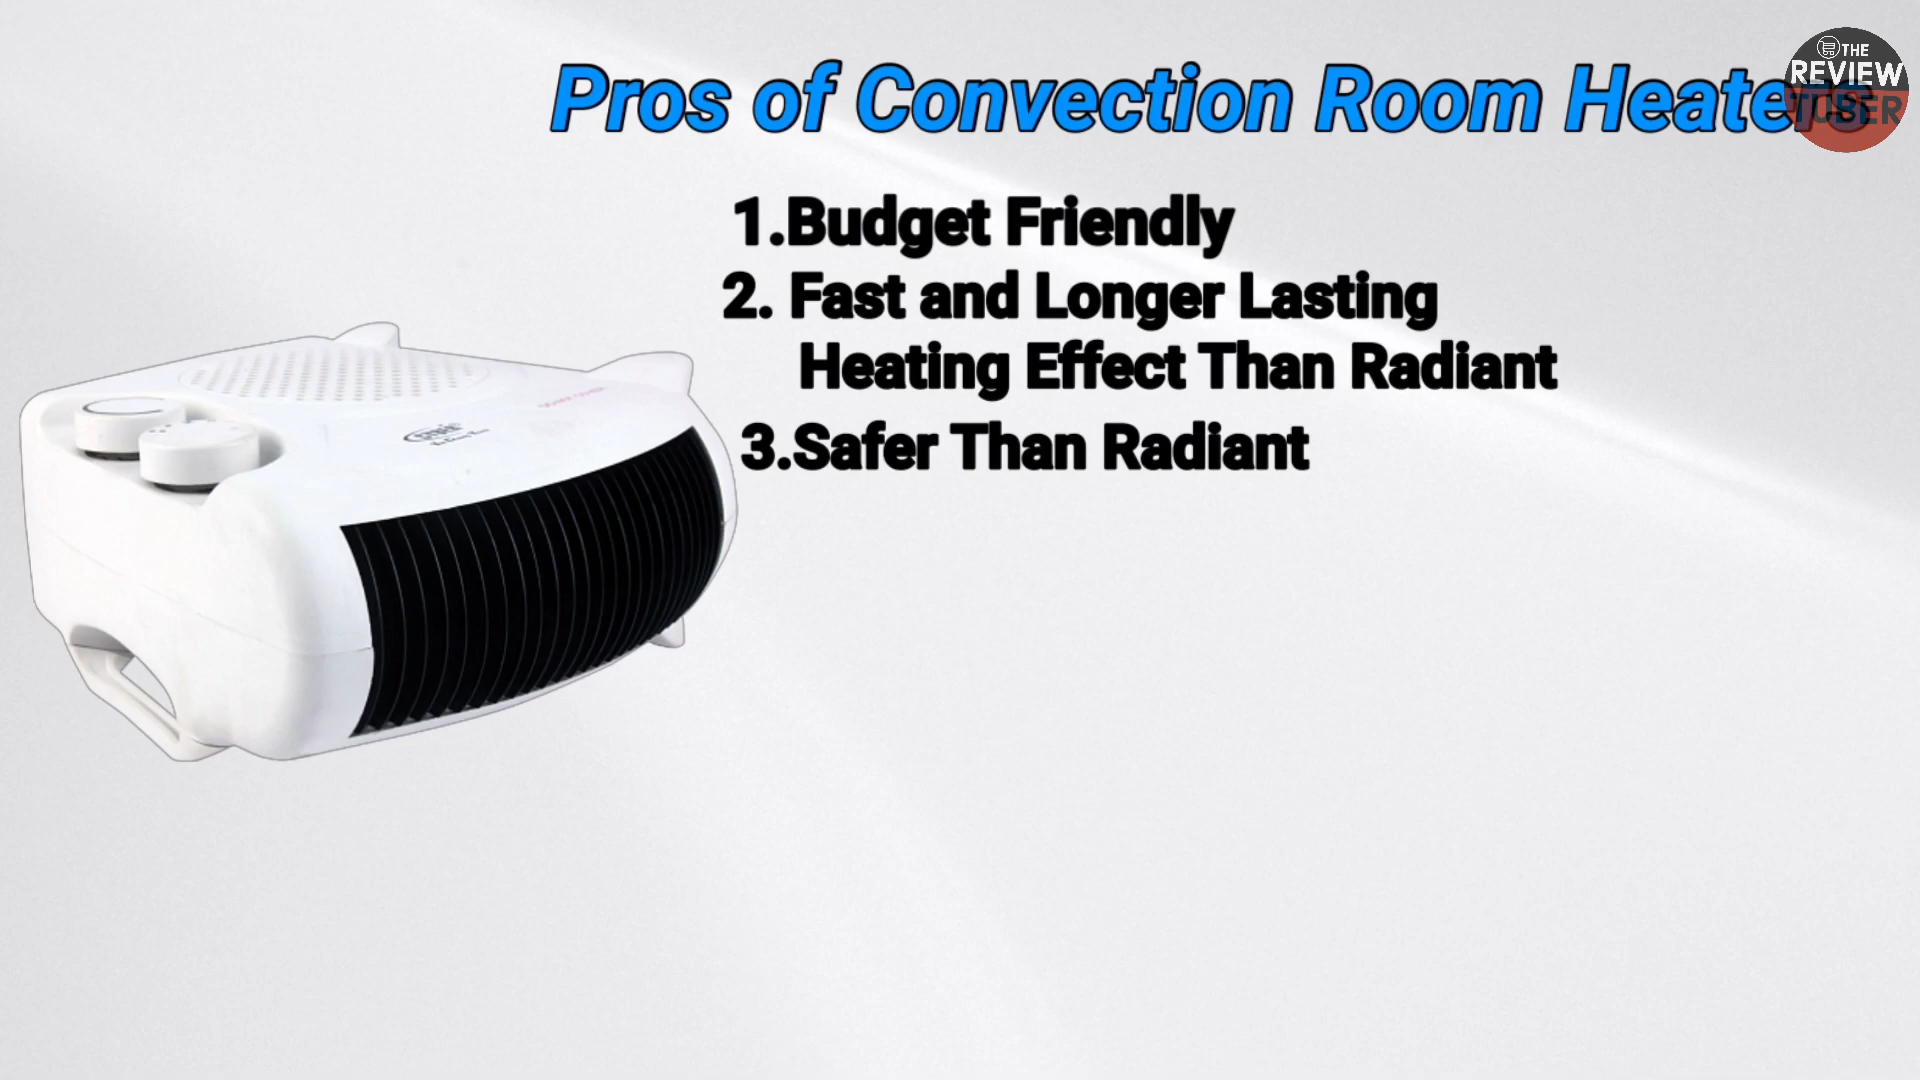 Pros of Convection Room Heaters
THE
REVIEW
TUBER
1.Budget Friendly
2. Fast and Longer Lasting
Heating Effect Than Radiant
3.Safer Than Radiant